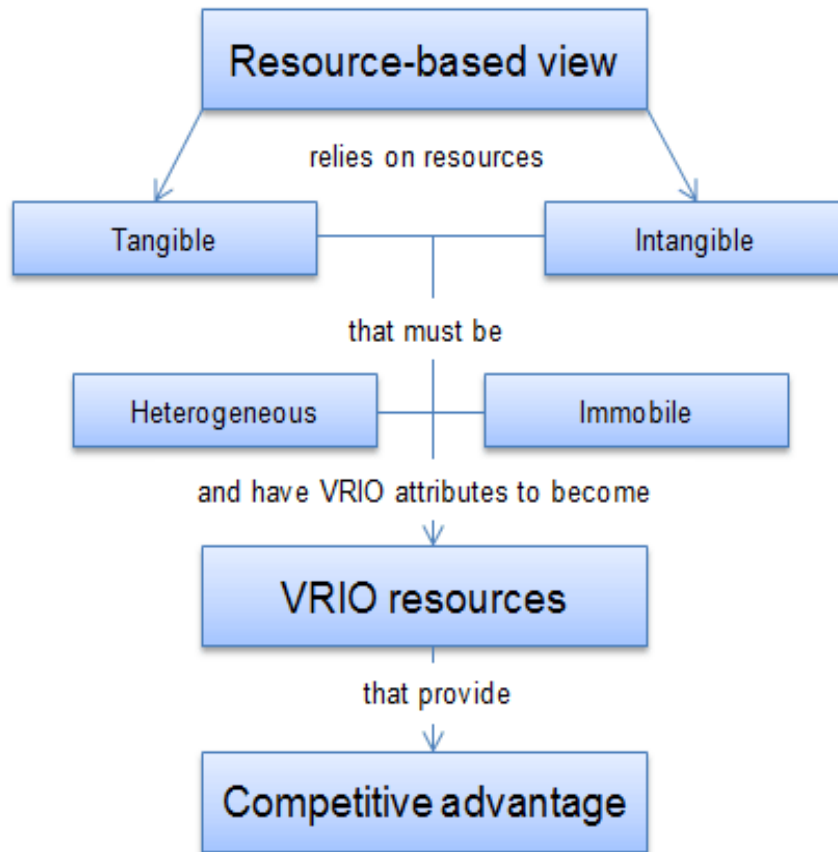 Resource-based view
relies on resources
Tangible
Intangible
that must be
Heterogeneous
Immobile
and have VRIO attributes to become
VRIO resources
that provide
Competitive advantage